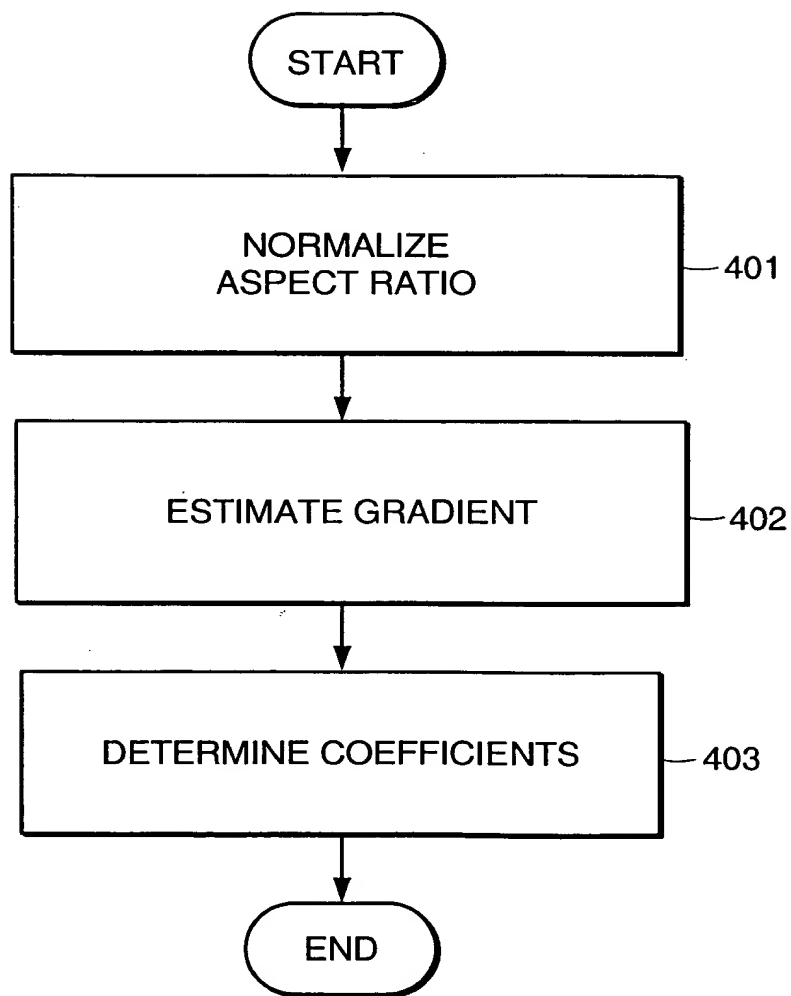 START
NORMALIZE
ASPECT RATIO
401
ESTIMATE GRADIENT
402
DETERMINE COEFFICIENTS
403
END